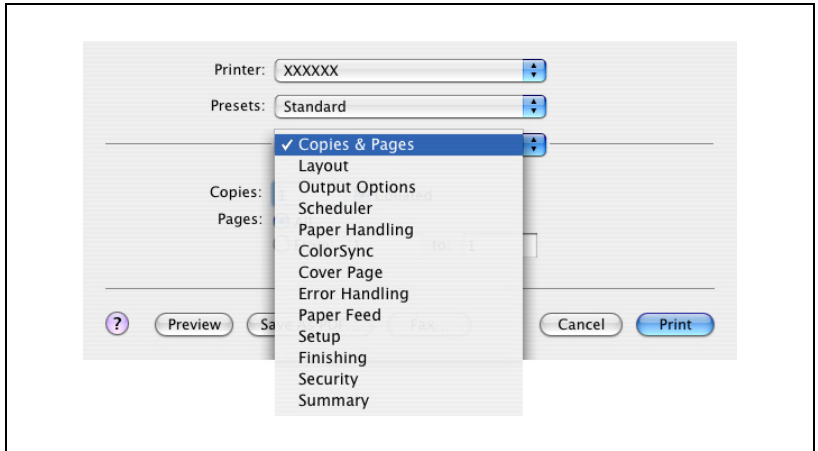 Printer: XXXXXX
Presets: Standard
✓ Copies & Pages
Layout
Copies: Output Options
Scheduler
Pages: Paper Handling
ColorSync
Cover Page
Error Handling
Paper Feed
? Preview Cancel Print
Setup
Finishing
Security
Summary